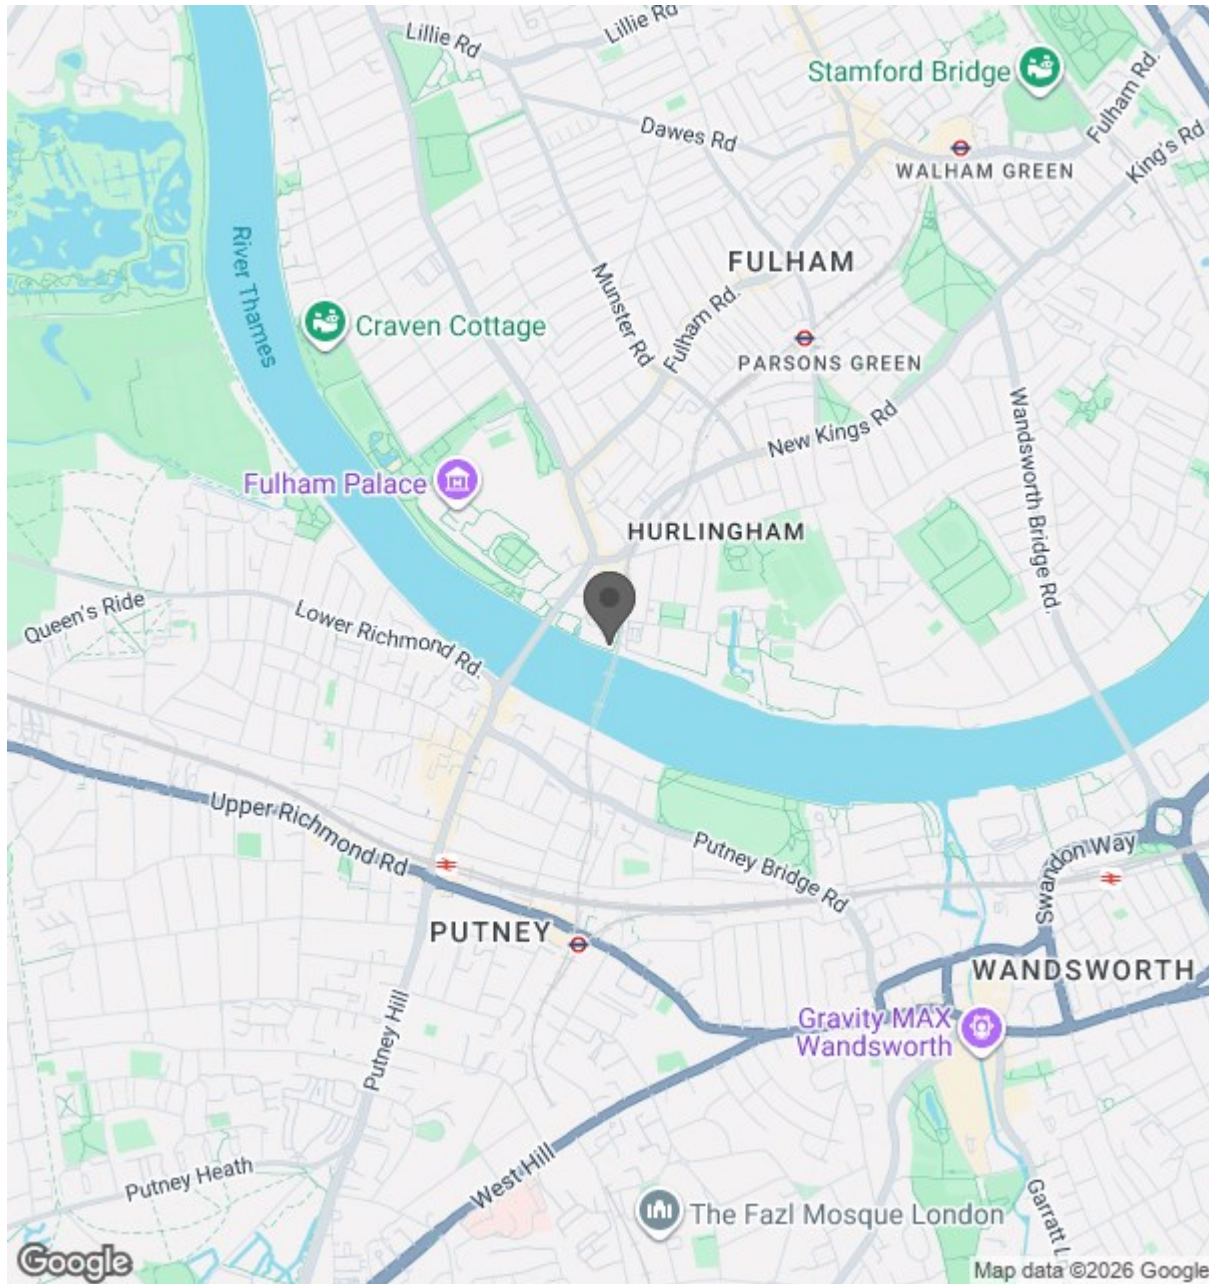 Lillie Rd
Lillie Rd
Stamford Bridge
Fulham Rd.
Dawes Rd
King's Rd
WALHAM GREEN
River Thames
FULHAM
Munster Rd
Fulham Rd.
Craven Cottage
PARSONS GREEN
New Kings Rd
Wandsworth Bridge Rd.
Fulham Palace
HURLINGHAM
Queen's Ride
Lower Richmond Rd.
Upper Richmond Rd
Putney Bridge Rd
Swandon Way
PUTNEY
WANDSWORTH
Gravity MAX
Wandsworth
Putney Hill
Putney Heath
West Hill
The Fazl Mosque London
Garratt L
Google
Map data ©2026 Google